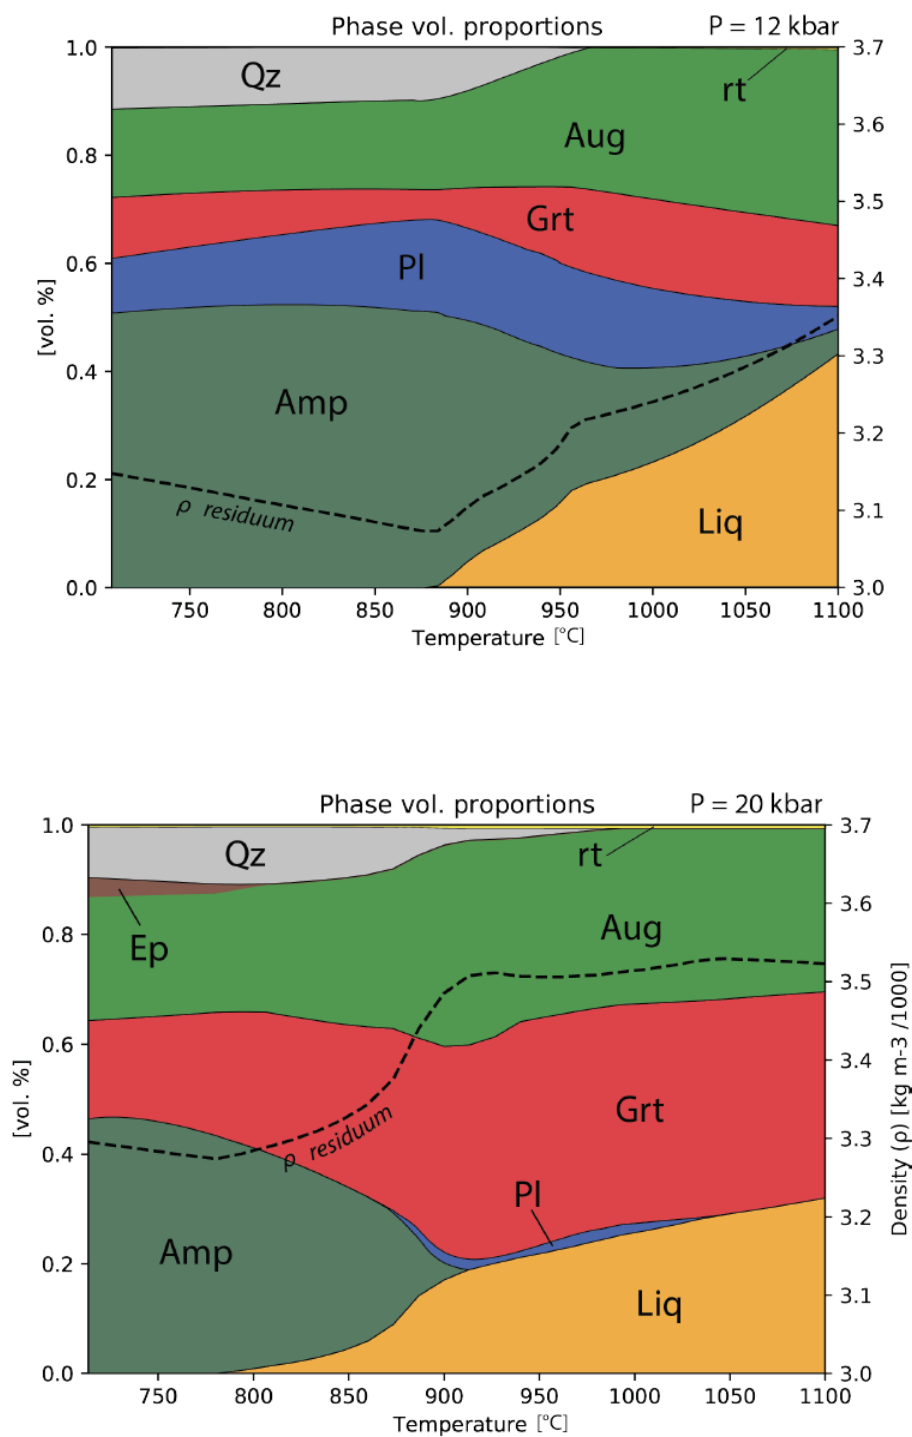 Phase vol. proportions P = 12 kbar
1.0 3.7
Qz
rt
3.6
Aug
0.8
3.5
Grt
0.6 3.4
Pl
[vol. %]
3.3
0.4
Amp
3.2
0.2
ρ residuum
3.1
Liq
0.0 3.0
750 800 850 900 950 1000 1050 1100
Temperature [°C]
Phase vol. proportions P = 20 kbar
1.0 3.7
Qz
rt
3.6
Ep
Aug
0.8
3.5
0.6
3.4
[vol. %]
Grt
ρ residuum
0.4
3.3
Density (ρ) [kg m-3 /1000]
Pl
3.2
Amp
0.2
3.1
Liq
0.0 3.0
750 800 850 900 950 1000 1050 1100
Temperature [°C]